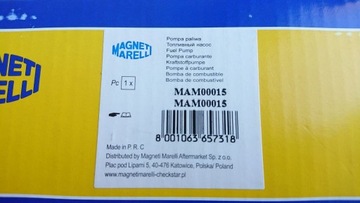 MAGNETI
MARELLI
NETI
RELLI
Pc 1 x
Pompa paliwa
Топливный насос
Fuel Pump
Pompa carburante
Kraftstoffpumpe
Pompe à carburant
Bomba de combustible
Bomba de combustível
MAM00015
MAM00015
8 001063 657318
Made in P. R. C
Distributed by Magneti Marelli Aftermarket Sp. z o.o.
Plac pod Lipami 5, 40-476 Katowice, Polska/ Poland
www.magnetimarelli-checkstar.pl